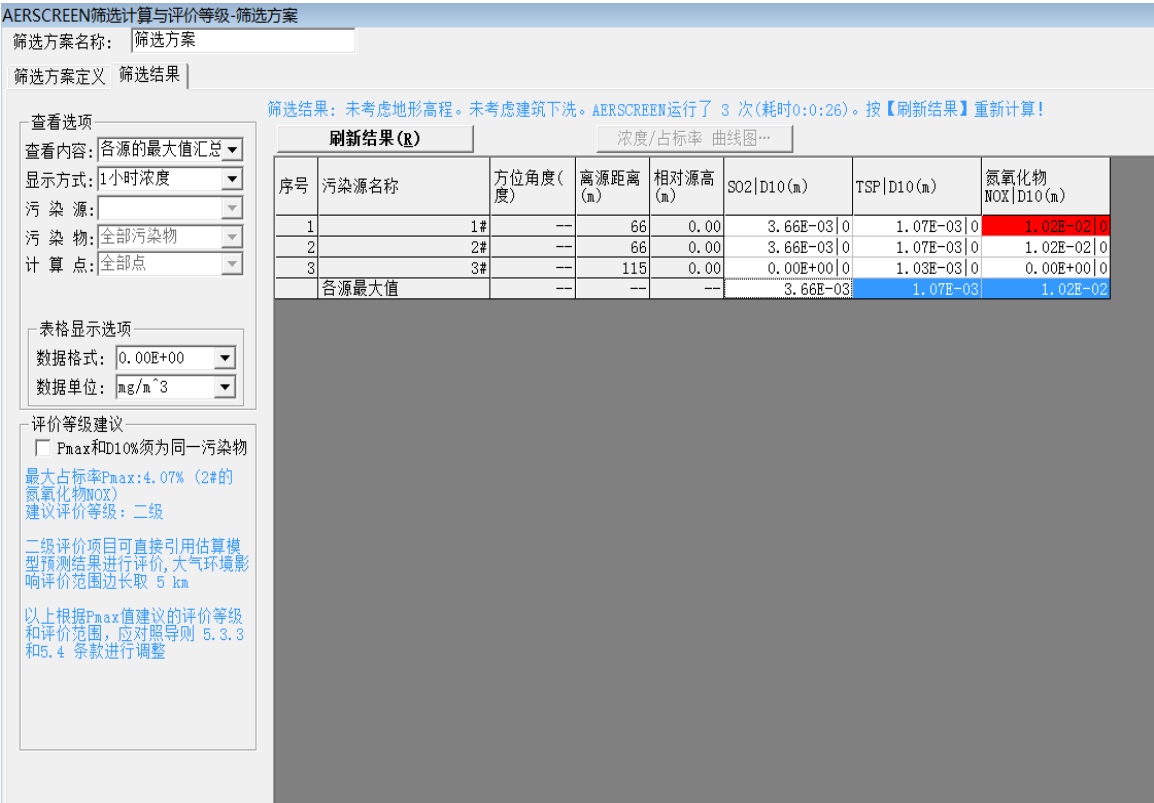 AERSCREEN筛选计算与评价等级-筛选方案
筛选方案名称: 筛选方案
筛选方案定义 筛选结果
筛选结果: 未考虑地形高程。未考虑建筑下洗。AERSCREEN运行了 3 次(耗时0:0:26)。按【刷新结果】重新计算!
刷新结果(R) 浓度/占标率 曲线图…
查看选项
查看内容: 各源的最大值汇总
显示方式: 1小时浓度
污 染 源:
污 染 物: 全部污染物
计 算 点: 全部点
表格显示选项
数据格式: 0.00E+00
数据单位: mg/m^3
评价等级建议
Pmax和D10%须为同一污染物
最大占标率Pmax:4.07% (2#的
氮氧化物NOX)
建议评价等级: 二级
二级评价项目可直接引用估算模
型预测结果进行评价,大气环境影
响评价范围边长取 5 km
以上根据Pmax值建议的评价等级
和评价范围, 应对照导则 5.3.3
和5.4 条款进行调整
序号 污染源名称 方位角度(度) 离源距离(m) 相对源高(m) SO2|D10(m) TSP|D10(m) 氮氧化物NOX|D10(m)
1 1# -- 66 0.00 3.66E-03|0 1.07E-03|0 1.02E-02|0
2 2# -- 66 0.00 3.66E-03|0 1.07E-03|0 1.02E-02|0
3 3# -- 115 0.00 0.00E+00|0 1.03E-03|0 0.00E+00|0
各源最大值 -- -- -- 3.66E-03 1.07E-03 1.02E-02